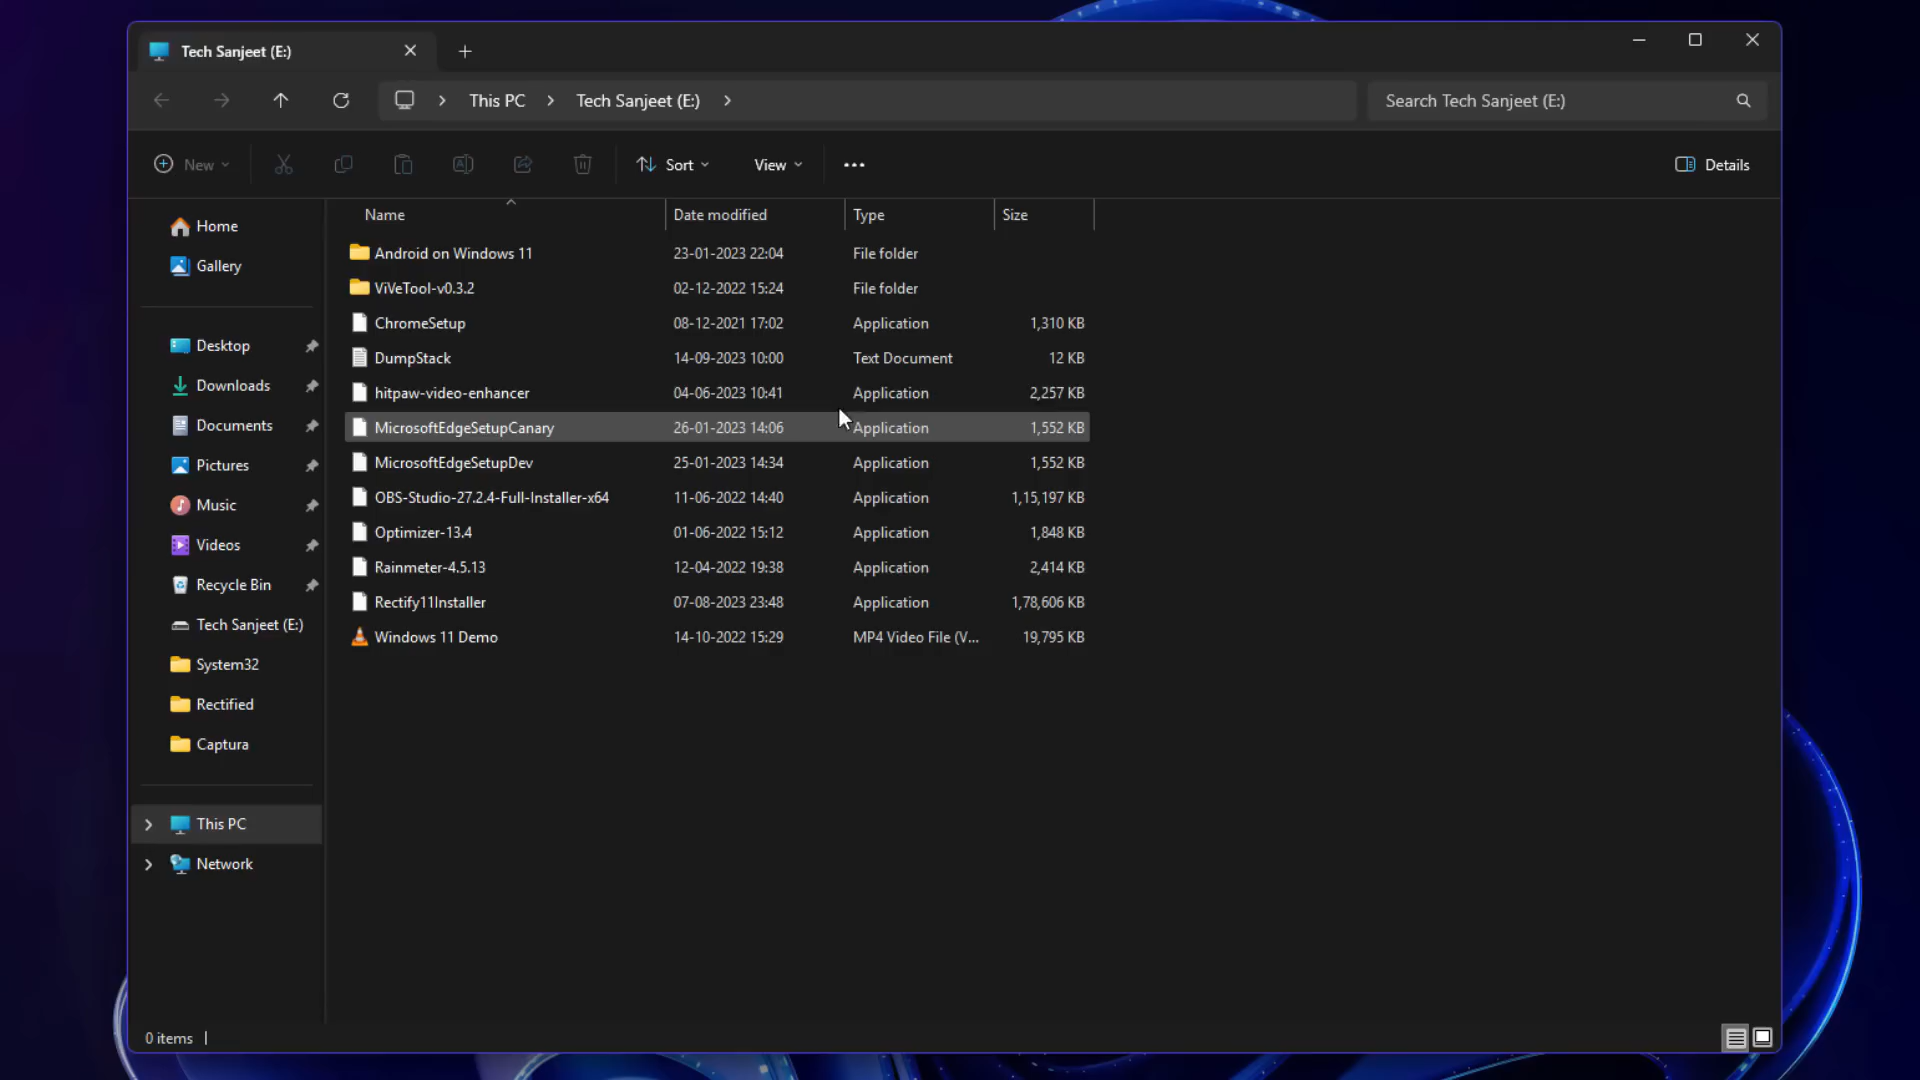 Tech Sanjeet (E:)
This PC
Tech Sanjeet (E:)
Search Tech Sanjeet (E:)
New
Sort
View
Details
Home
Gallery
Desktop
Downloads
Documents
Pictures
Music
Videos
Recycle Bin
Tech Sanjeet (E:)
System32
Rectified
Captura
This PC
Network
Name Date modified Type Size
Android on Windows 11 23-01-2023 22:04 File folder
ViVeTool-v0.3.2 02-12-2022 15:24 File folder
ChromeSetup 08-12-2021 17:02 Application 1,310 KB
DumpStack 14-09-2023 10:00 Text Document 12 KB
hitpaw-video-enhancer 04-06-2023 10:41 Application 2,257 KB
MicrosoftEdgeSetupCanary 26-01-2023 14:06 Application 1,552 KB
MicrosoftEdgeSetupDev 25-01-2023 14:34 Application 1,552 KB
OBS-Studio-27.2.4-Full-Installer-x64 11-06-2022 14:40 Application 1,15,197 KB
Optimizer-13.4 01-06-2022 15:12 Application 1,848 KB
Rainmeter-4.5.13 12-04-2022 19:38 Application 2,414 KB
Rectify11Installer 07-08-2023 23:48 Application 1,78,606 KB
Windows 11 Demo 14-10-2022 15:29 MP4 Video File (V... 19,795 KB
0 items